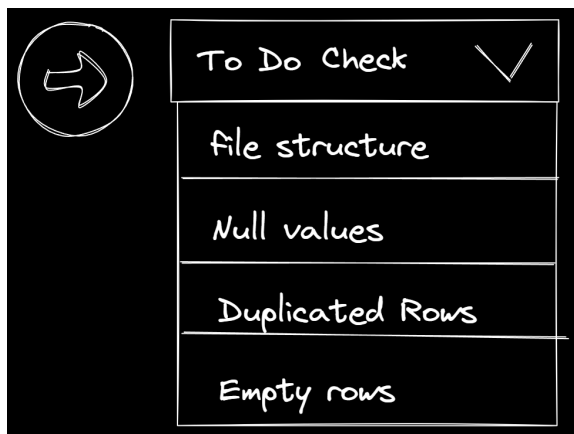 To Do Check
file structure
Null values
Duplicated Rows
Empty rows